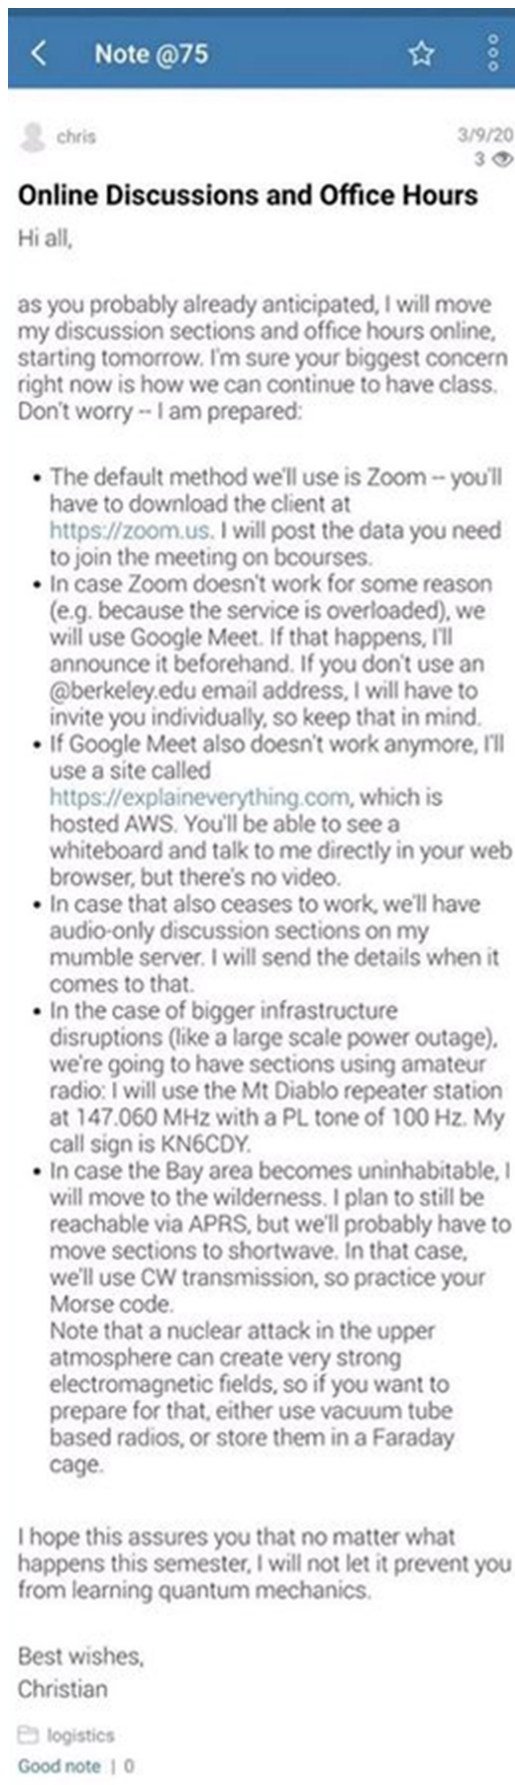 Note @75
chris
3/9/20
3
Online Discussions and Office Hours
Hi all,
as you probably already anticipated, I will move
my discussion sections and office hours online,
starting tomorrow. I'm sure your biggest concern
right now is how we can continue to have class.
Don't worry -- I am prepared:
• The default method we'll use is Zoom -- you'll
have to download the client at
https://zoom.us. I will post the data you need
to join the meeting on bcourses.
• In case Zoom doesn't work for some reason
(e.g. because the service is overloaded), we
will use Google Meet. If that happens, I'll
announce it beforehand. If you don't use an
@berkeley.edu email address, I will have to
invite you individually, so keep that in mind.
• If Google Meet also doesn't work anymore, I'll
use a site called
https://explaineverything.com, which is
hosted AWS. You'll be able to see a
whiteboard and talk to me directly in your web
browser, but there's no video.
• In case that also ceases to work, we'll have
audio-only discussion sections on my
mumble server. I will send the details when it
comes to that.
• In the case of bigger infrastructure
disruptions (like a large scale power outage),
we're going to have sections using amateur
radio: I will use the Mt Diablo repeater station
at 147.060 MHz with a PL tone of 100 Hz. My
call sign is KN6CDY.
• In case the Bay area becomes uninhabitable, I
will move to the wilderness. I plan to still be
reachable via APRS, but we'll probably have to
move sections to shortwave. In that case,
we'll use CW transmission, so practice your
Morse code.
Note that a nuclear attack in the upper
atmosphere can create very strong
electromagnetic fields, so if you want to
prepare for that, either use vacuum tube
based radios, or store them in a Faraday
cage.
I hope this assures you that no matter what
happens this semester, I will not let it prevent you
from learning quantum mechanics.
Best wishes,
Christian
logistics
Good note | 0